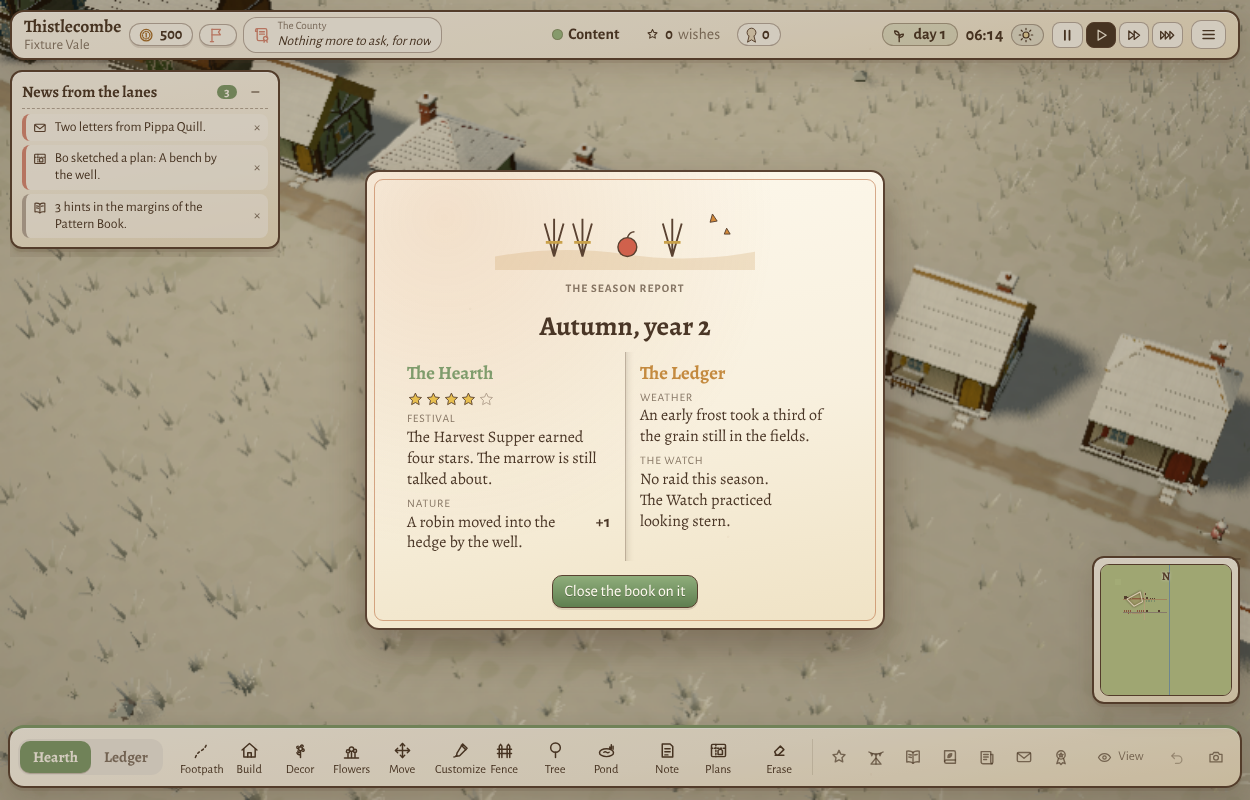 Thistlecombe
Fixture Vale
500
The County
Nothing more to ask, for now
Content
0 wishes
0
day 1
06:14
News from the lanes
3
Two letters from Pippa Quill.
Bo sketched a plan: A bench by
the well.
3 hints in the margins of the
Pattern Book.
THE SEASON REPORT
Autumn, year 2
The Hearth
FESTIVAL
The Harvest Supper earned
four stars. The marrow is still
talked about.
NATURE
A robin moved into the
hedge by the well.
+1
The Ledger
WEATHER
An early frost took a third of
the grain still in the fields.
THE WATCH
No raid this season.
The Watch practiced
looking stern.
Close the book on it
N
Hearth
Ledger
Footpath
Build
Decor
Flowers
Move
Customize
Fence
Tree
Pond
Note
Plans
Erase
View